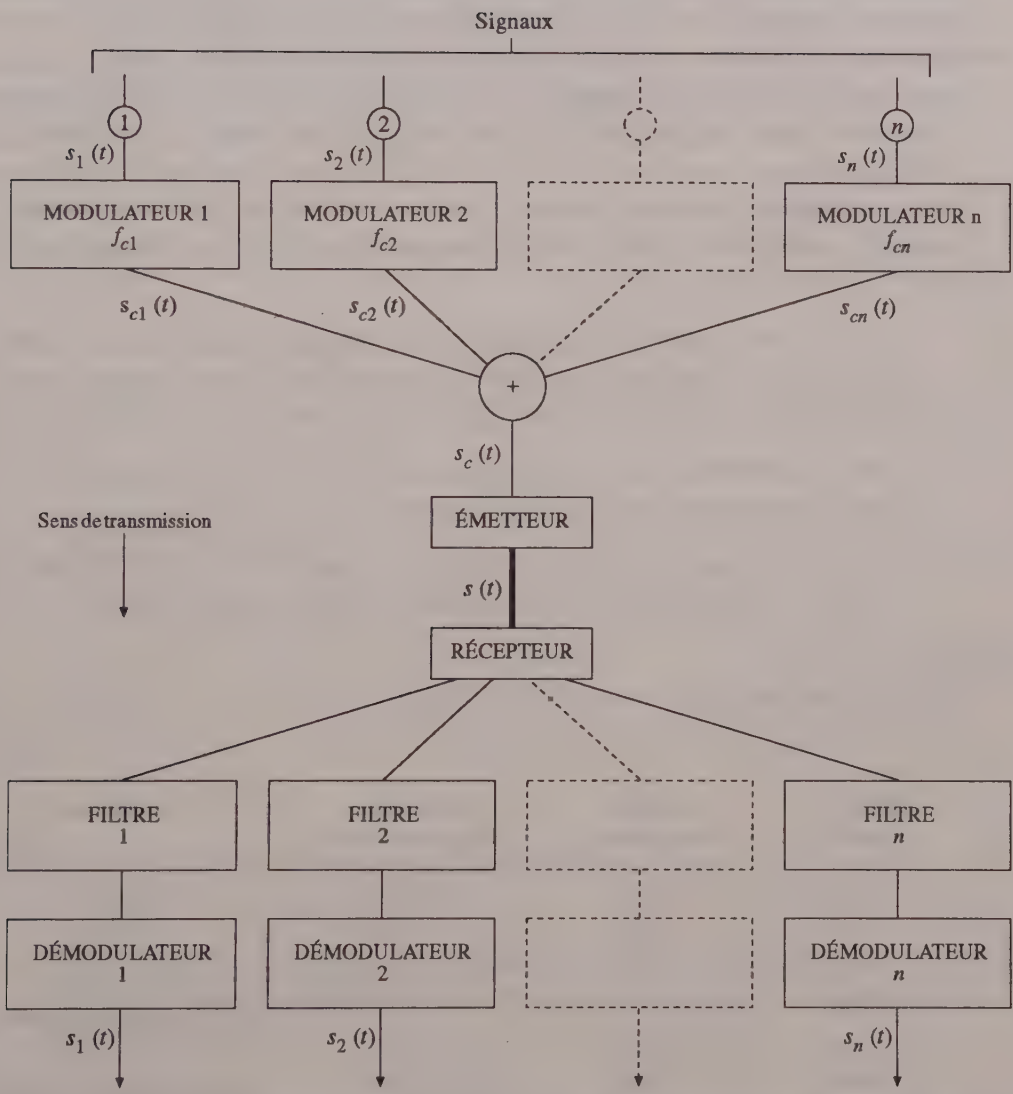 Signaux
1 2 n
s1 (t) s2 (t) sn (t)
MODULATEUR 1 MODULATEUR 2 MODULATEUR n
fc1 fc2 fcn
sc1 (t) sc2 (t) scn (t)
+
sc (t)
Sens de transmission ÉMETTEUR
s (t)
RÉCEPTEUR
FILTRE FILTRE FILTRE
1 2 n
DÉMODULATEUR DÉMODULATEUR DÉMODULATEUR
1 2 n
s1 (t) s2 (t) sn (t)